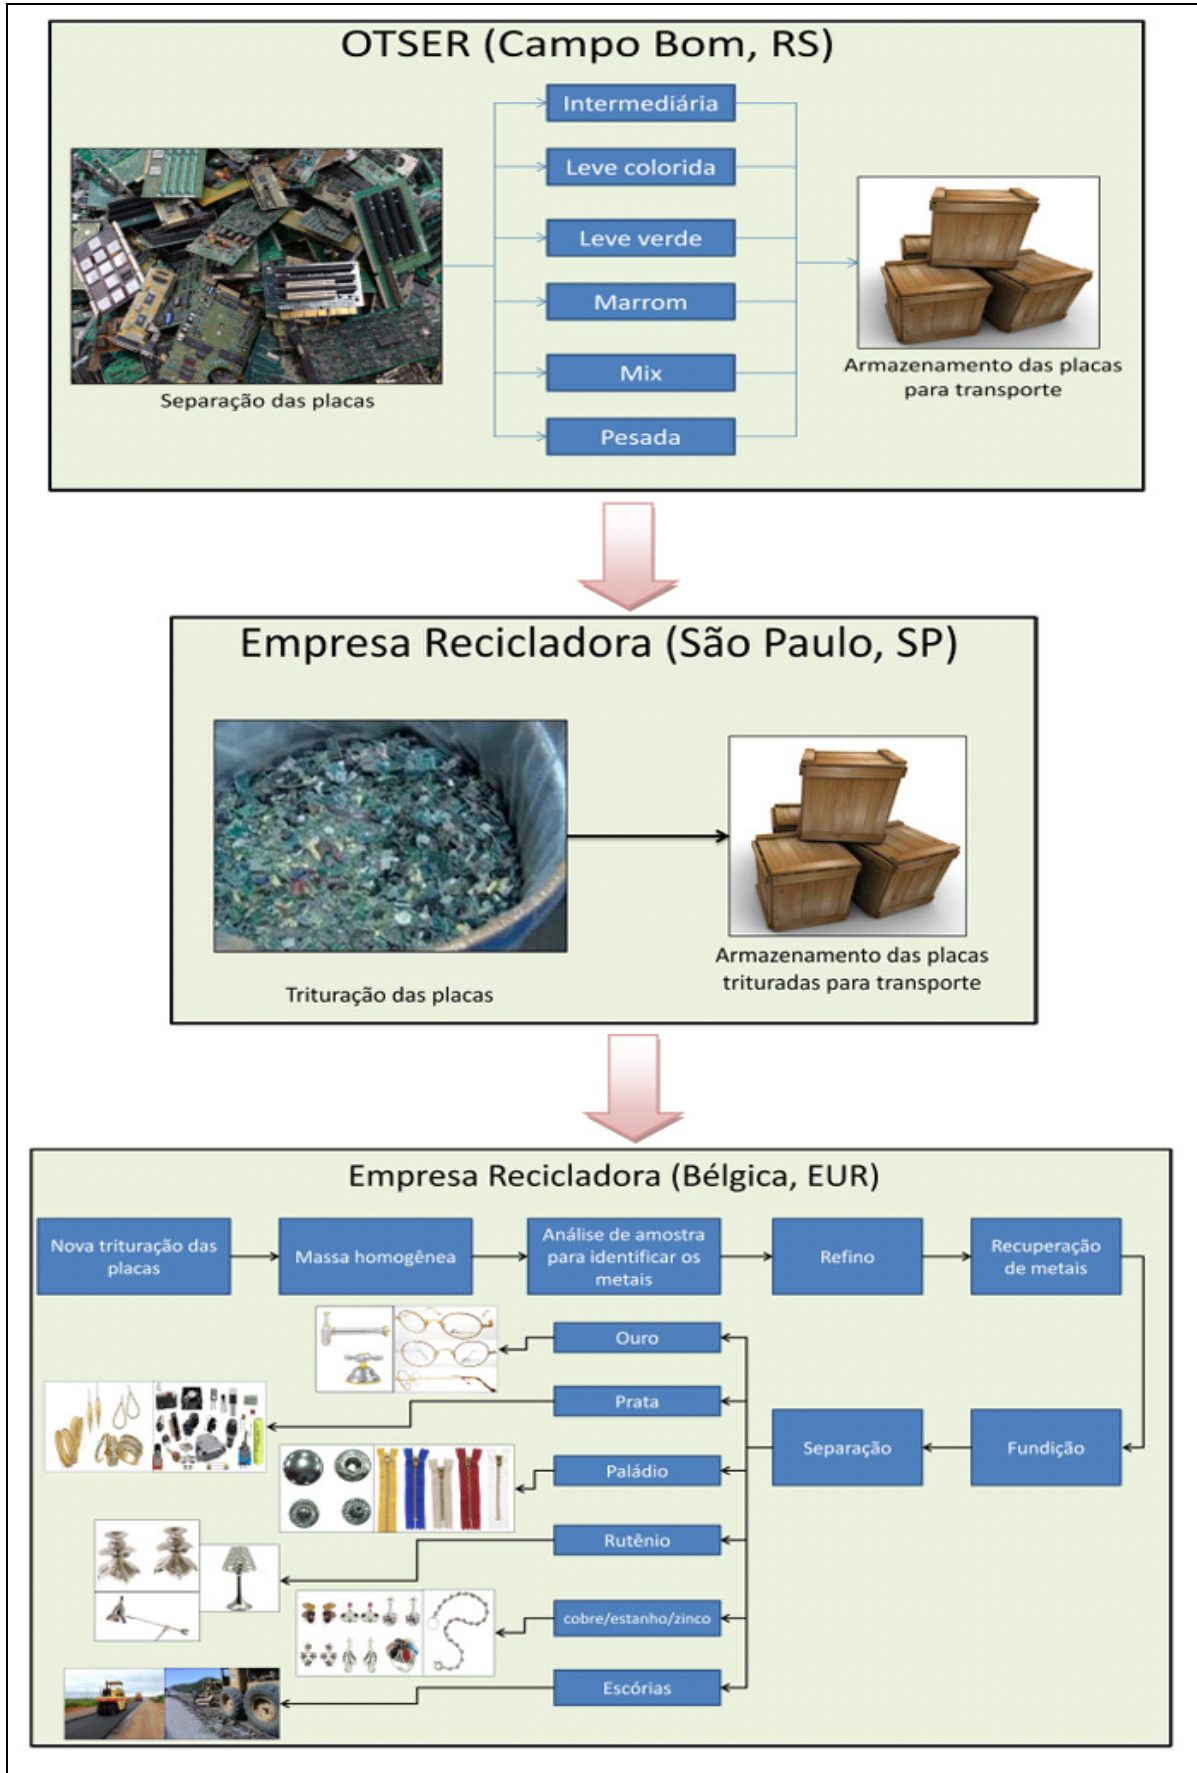 OTSER (Campo Bom, RS)
Intermediária
Leve colorida
Leve verde
Marrom
Mix
Pesada
Separação das placas
Armazenamento das placas
para transporte
Empresa Recicladora (São Paulo, SP)
Trituração das placas
Armazenamento das placas
trituradas para transporte
Empresa Recicladora (Bélgica, EUR)
Nova trituração das
placas
Massa homogênea
Análise de amostra
para identificar os
metais
Refino
Recuperação
de metais
Fundição
Separação
Ouro
Prata
Paládio
Rutênio
cobre/estanho/zinco
Escórias